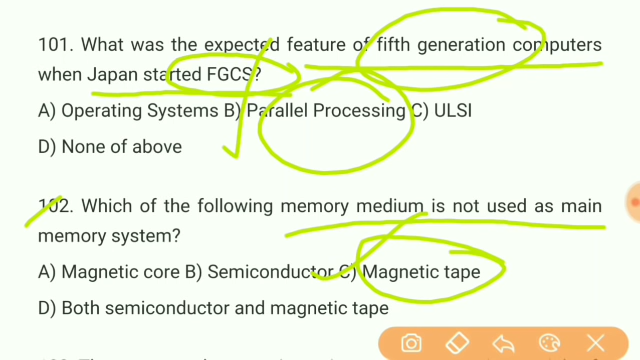 101. What was the expected feature of fifth generation computers
when Japan started FGCS?
A) Operating Systems B) Parallel Processing C) ULSI
D) None of above
102. Which of the following memory medium is not used as main
memory system?
A) Magnetic core B) Semiconductor C) Magnetic tape
D) Both semiconductor and magnetic tape